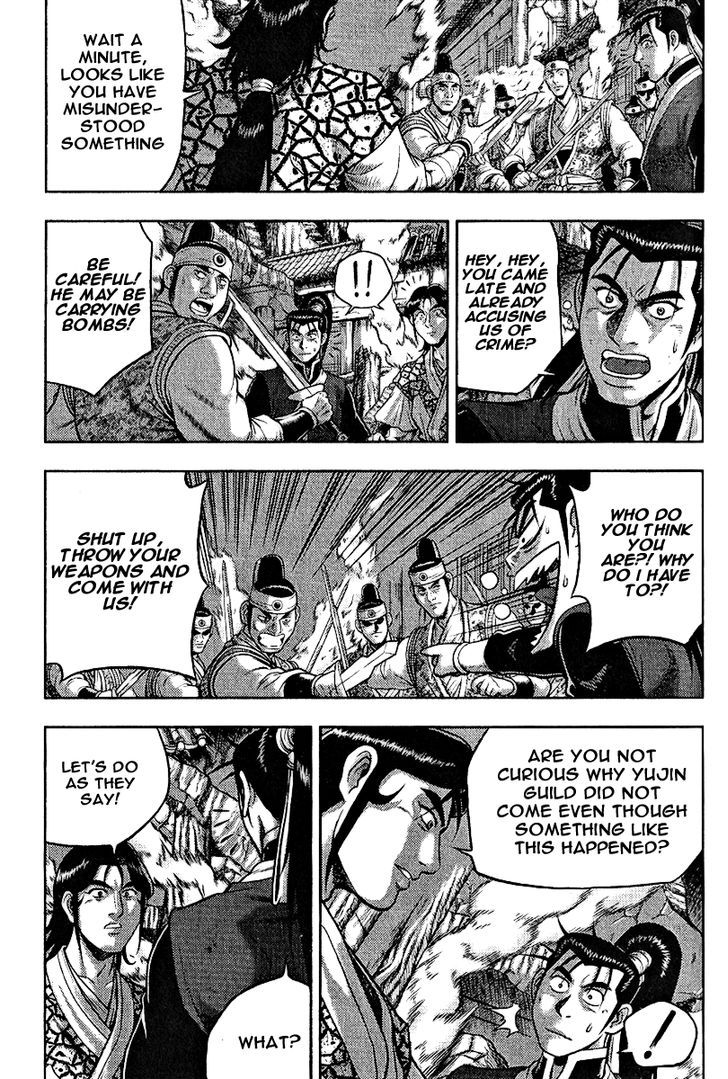 WAIT A
MINUTE,
LOOKS LIKE
YOU HAVE
MISUNDER-
STOOD
SOMETHING
BE
CAREFUL!
HE MAY BE
CARRYING
BOMBS!
!!
HEY, HEY,
YOU CAME
LATE AND
ALREADY
ACCUSING
US OF
CRIME?
SHUT UP,
THROW YOUR
WEAPONS AND
COME WITH
US!
WHO DO
YOU THINK
YOU
ARE?! WHY
DO I HAVE
TO?!
LET'S DO
AS THEY
SAY!
WHAT?
ARE YOU NOT
CURIOUS WHY YUJIN
GUILD DID NOT
COME EVEN THOUGH
SOMETHING LIKE
THIS HAPPENED?
!